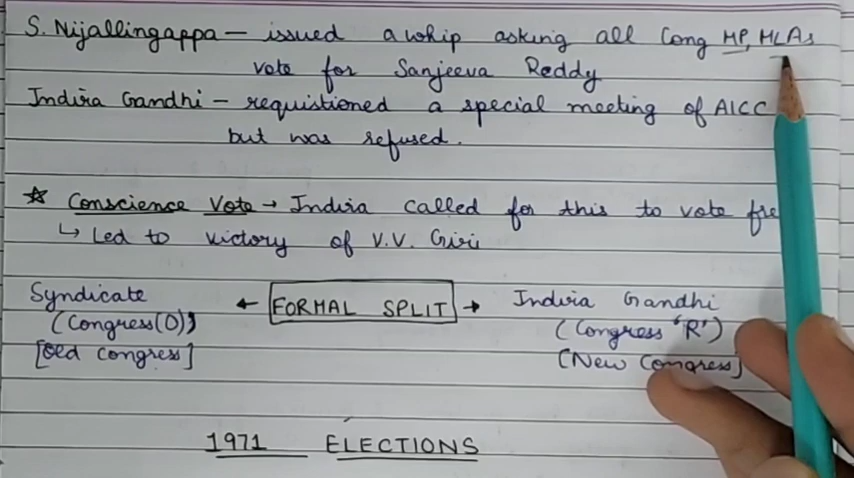 S. Nijallingappa — issued a whip asking all Cong MP, MLAs
vote for Sanjeeva Reddy
Indira Gandhi — requistioned a special meeting of AICC
but was refused.
☆ Conscience Vote → Indira called for this to vote fre
↳ Led to victory of V.V. Giri
Syndicate ← FORMAL SPLIT → Indira Gandhi
(Congress(O)) (Congress 'R')
[Old Congress] (New Congress]
1971 ELECTIONS